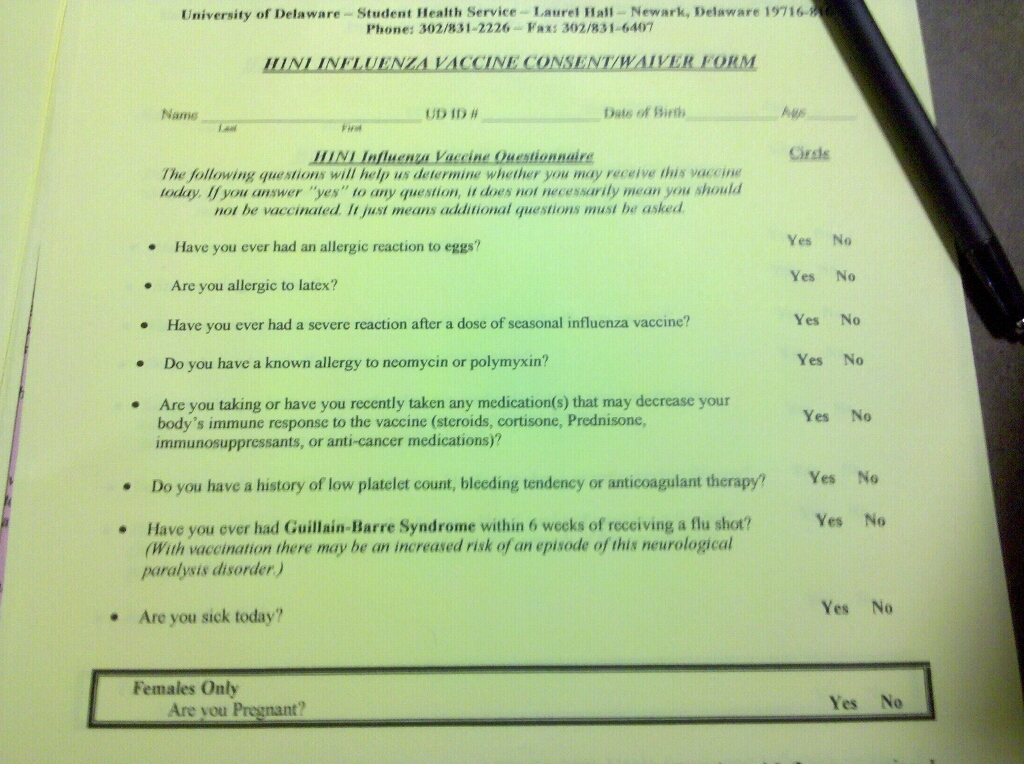 University of Delaware – Student Health Service – Laurel Hall – Newark, Delaware 19716-
Phone: 302/831-2226 – Fax: 302/831-6407
H1N1 INFLUENZA VACCINE CONSENT/WAIVER FORM
Name ____ UD ID # ____ Date of Birth ____ Age ____
Last First
H1N1 Influenza Vaccine Questionnaire Circle
The following questions will help us determine whether you may receive this vaccine
today. If you answer "yes" to any question, it does not necessarily mean you should
not be vaccinated. It just means additional questions must be asked.
• Have you ever had an allergic reaction to eggs? Yes No
• Are you allergic to latex? Yes No
• Have you ever had a severe reaction after a dose of seasonal influenza vaccine? Yes No
• Do you have a known allergy to neomycin or polymyxin? Yes No
• Are you taking or have you recently taken any medication(s) that may decrease your
body's immune response to the vaccine (steroids, cortisone, Prednisone, Yes No
immunosuppressants, or anti-cancer medications)?
• Do you have a history of low platelet count, bleeding tendency or anticoagulant therapy? Yes No
• Have you ever had Guillain-Barre Syndrome within 6 weeks of receiving a flu shot? Yes No
(With vaccination there may be an increased risk of an episode of this neurological
paralysis disorder.)
• Are you sick today? Yes No
Females Only
Are you Pregnant? Yes No